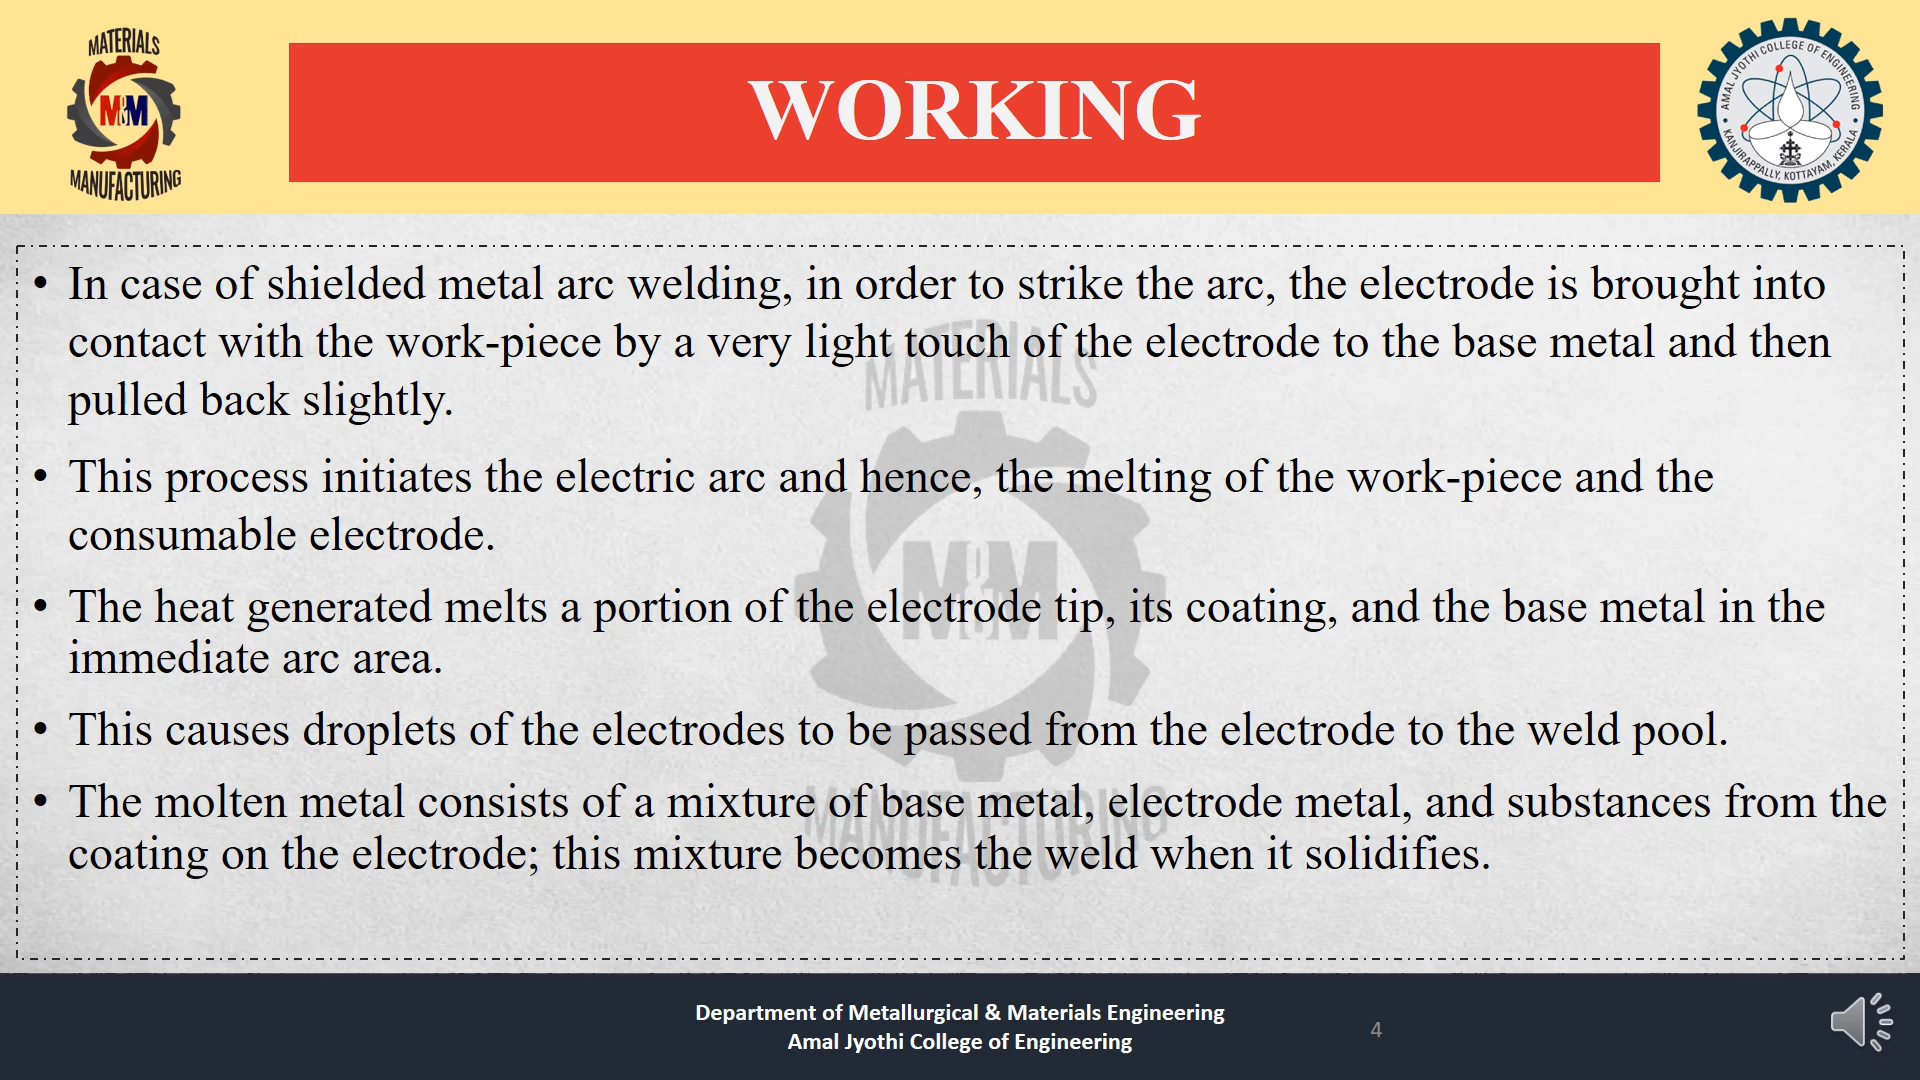 MATERIALS
M&M
MANUFACTURING
WORKING
AMAL JYOTHI COLLEGE OF ENGINEERING
• KANJIRAPPALLY, KOTTAYAM, KERALA •
• In case of shielded metal arc welding, in order to strike the arc, the electrode is brought into
contact with the work-piece by a very light touch of the electrode to the base metal and then
pulled back slightly.
• This process initiates the electric arc and hence, the melting of the work-piece and the
consumable electrode.
• The heat generated melts a portion of the electrode tip, its coating, and the base metal in the
immediate arc area.
• This causes droplets of the electrodes to be passed from the electrode to the weld pool.
• The molten metal consists of a mixture of base metal, electrode metal, and substances from the
coating on the electrode; this mixture becomes the weld when it solidifies.
MATERIALS
M&M
MANUFACTURING
Department of Metallurgical & Materials Engineering
Amal Jyothi College of Engineering
4